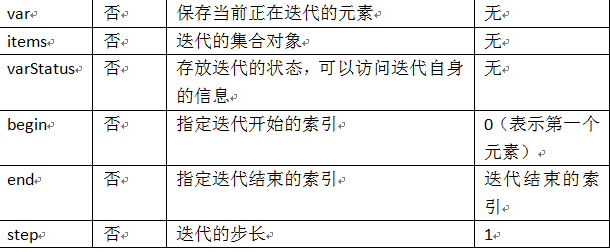 var 否 保存当前正在迭代的元素 无
items 否 迭代的集合对象 无
varStatus 否 存放迭代的状态，可以访问迭代自身 无
的信息
begin 否 指定迭代开始的索引 0（表示第一个
元素）
end 否 指定迭代结束的索引 迭代结束的索
引
step 否 迭代的步长 1